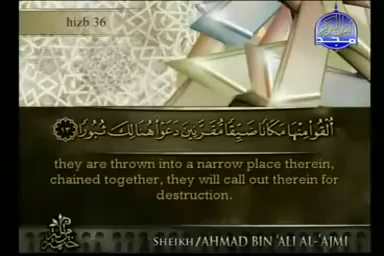 hizb 36
أُلْقُوا۟ مِنْهَا مَكَانًا ضَيِّقًا مُّقَرَّنِينَ دَعَوْا۟ هُنَالِكَ ثُبُورًا ﴿١٣﴾
they are thrown into a narrow place therein,
chained together, they will call out therein for
destruction.
SHEIKH/AHMAD BIN 'ALI AL-'AJMI